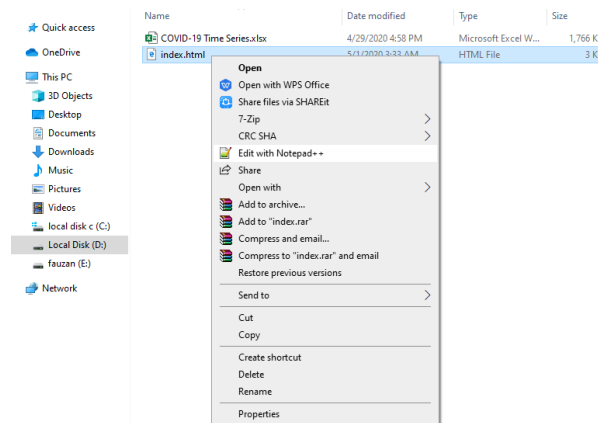 Name Date modified Type Size
Quick access
COVID-19 Time Series.xlsx 4/29/2020 4:58 PM Microsoft Excel W... 1,766 K
OneDrive
index.html 5/1/2020 3:33 AM HTML File 3 K
This PC
3D Objects
Desktop
Documents
Downloads
Music
Pictures
Videos
local disk c (C:)
Local Disk (D:)
fauzan (E:)
Network
Open
Open with WPS Office
Share files via SHAREit
7-Zip
CRC SHA
Edit with Notepad++
Share
Open with
Add to archive...
Add to "index.rar"
Compress and email...
Compress to "index.rar" and email
Restore previous versions
Send to
Cut
Copy
Create shortcut
Delete
Rename
Properties